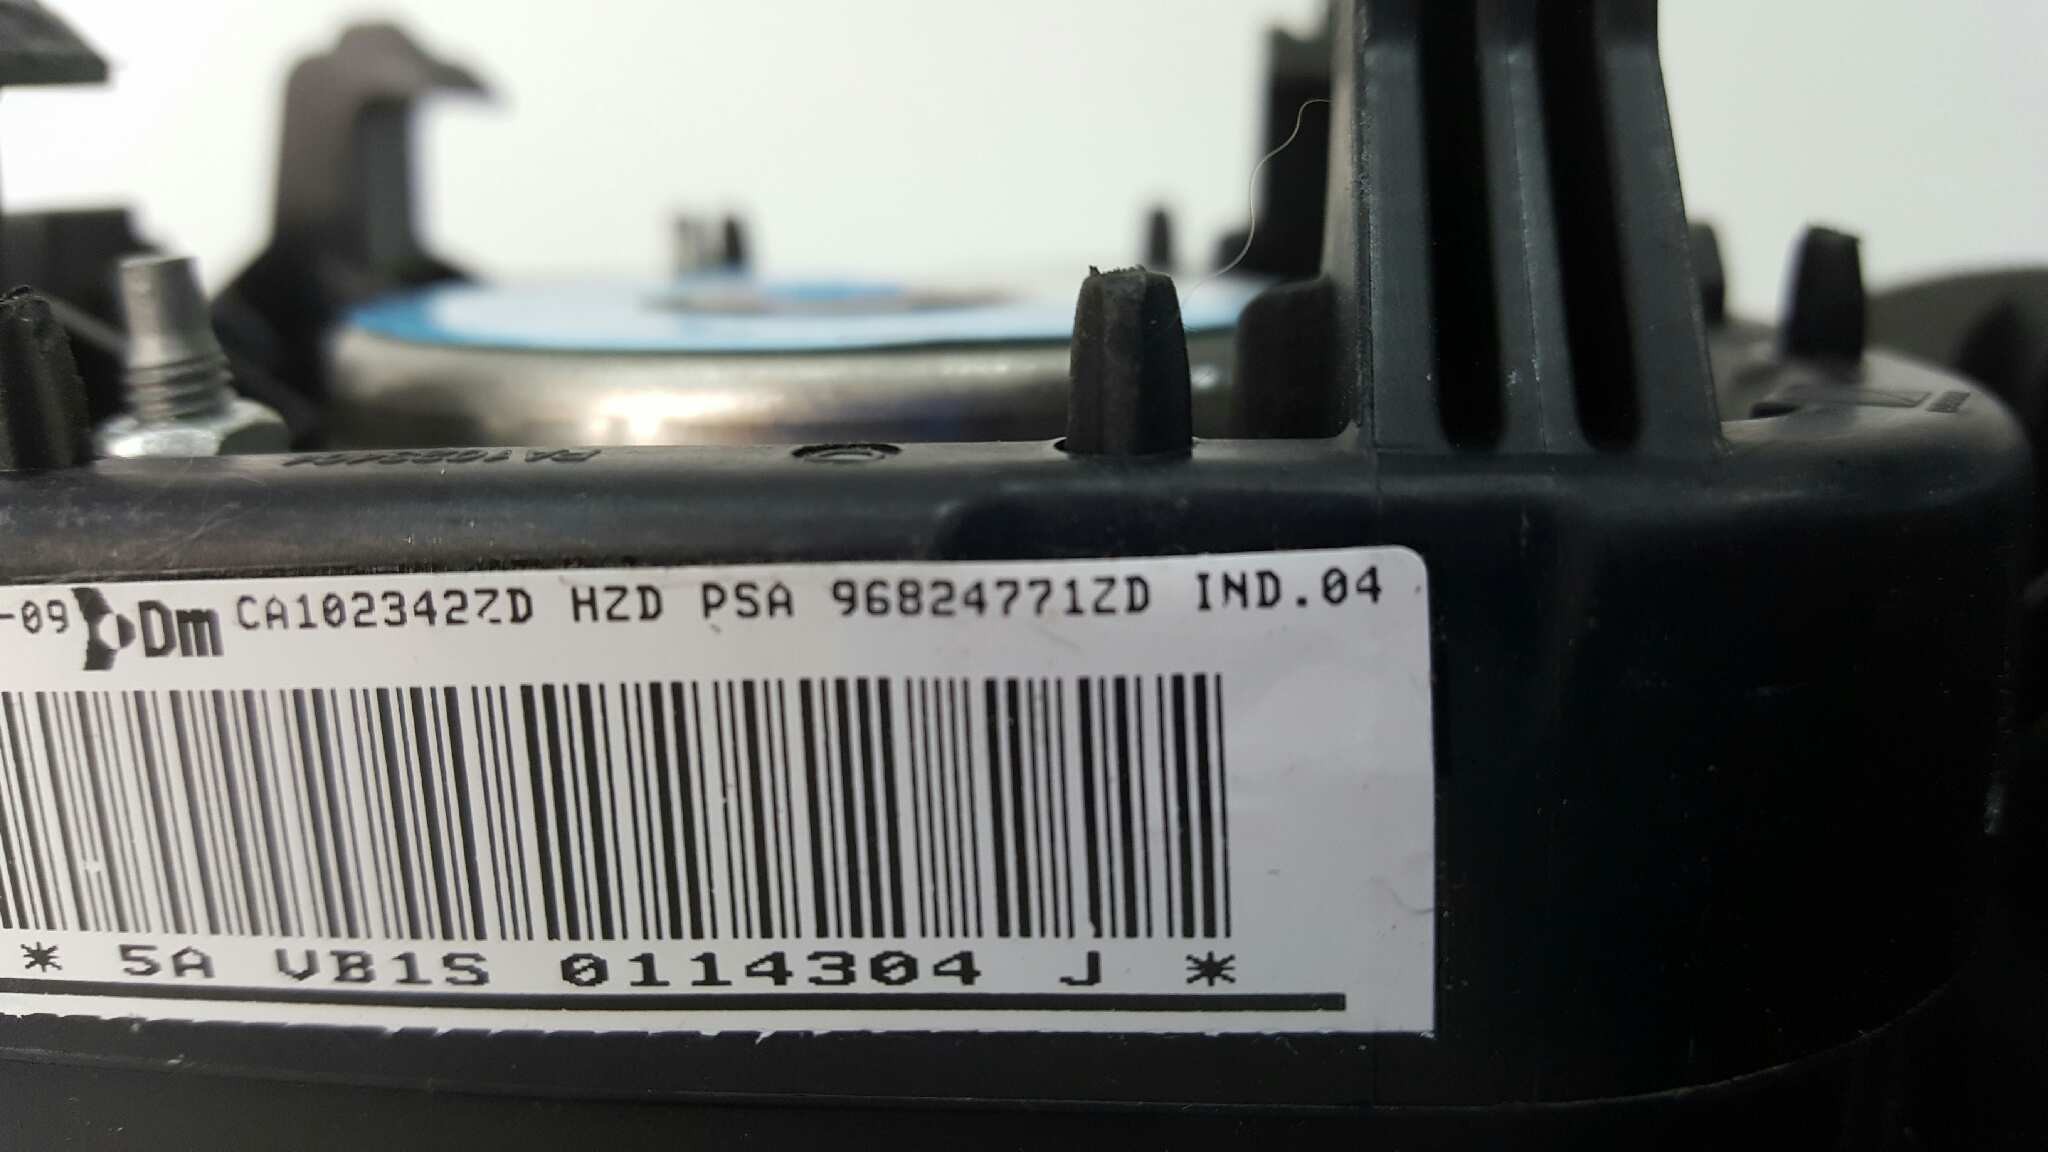 -09 Dm CA102342ZD HZD PSA 96824771ZD IND.04
* 5A VB1S 0114304 J *